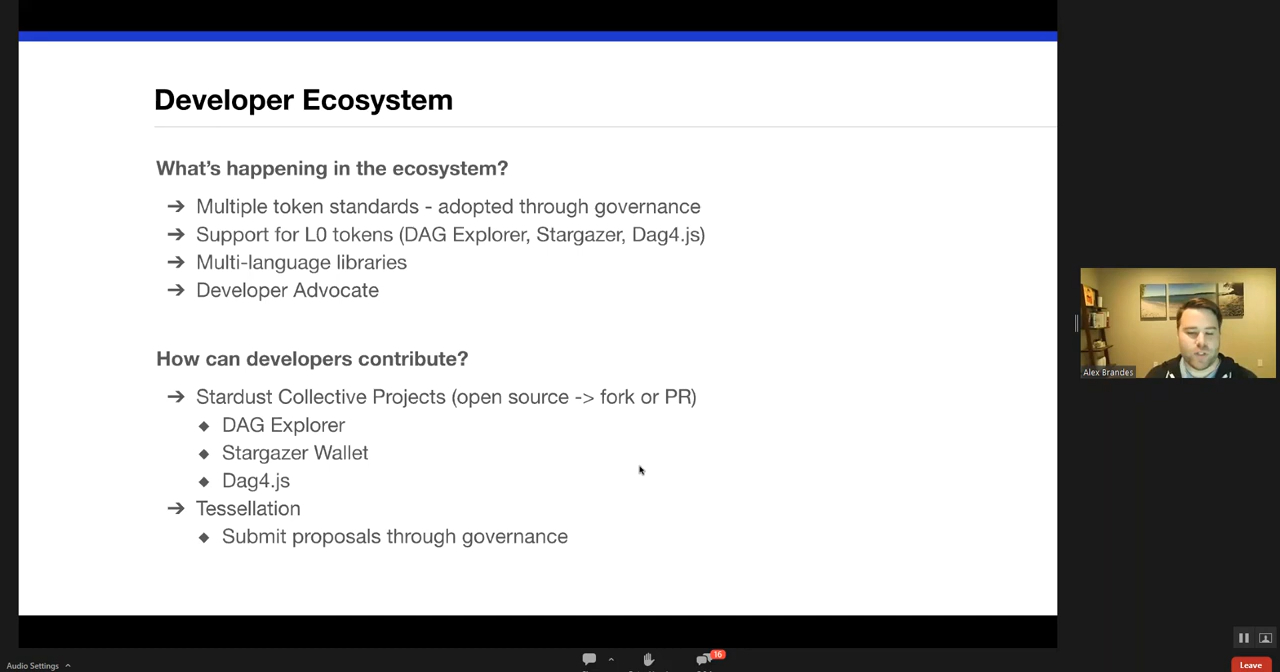 Developer Ecosystem
What's happening in the ecosystem?
Multiple token standards - adopted through governance
Support for L0 tokens (DAG Explorer, Stargazer, Dag4.js)
Multi-language libraries
Developer Advocate
How can developers contribute?
Stardust Collective Projects (open source -> fork or PR)
DAG Explorer
Stargazer Wallet
Dag4.js
Tessellation
Submit proposals through governance
Alex Brandes
Audio Settings
16
Leave